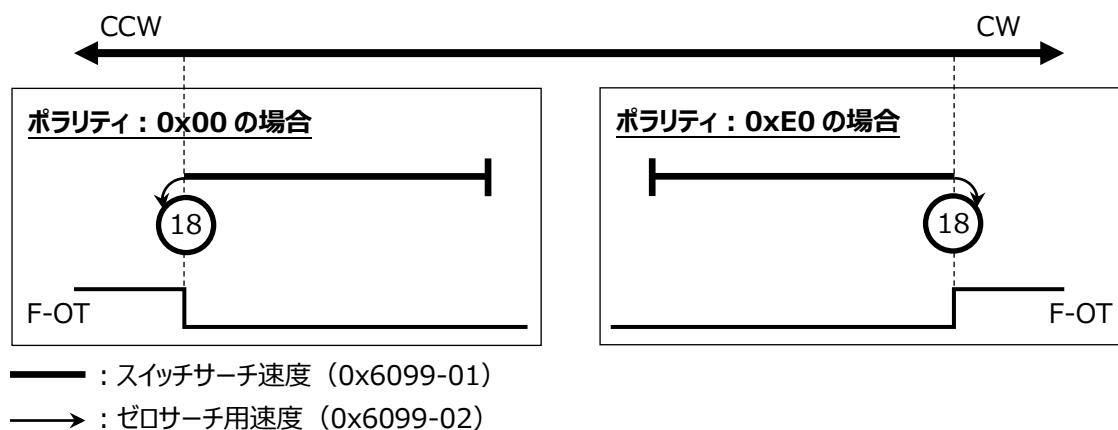 CCW
CW
ポラリティ：0x00 の場合
ポラリティ：0xE0 の場合
18
18
F-OT
F-OT
：スイッチサーチ速度（0x6099-01）
：ゼロサーチ用速度（0x6099-02）